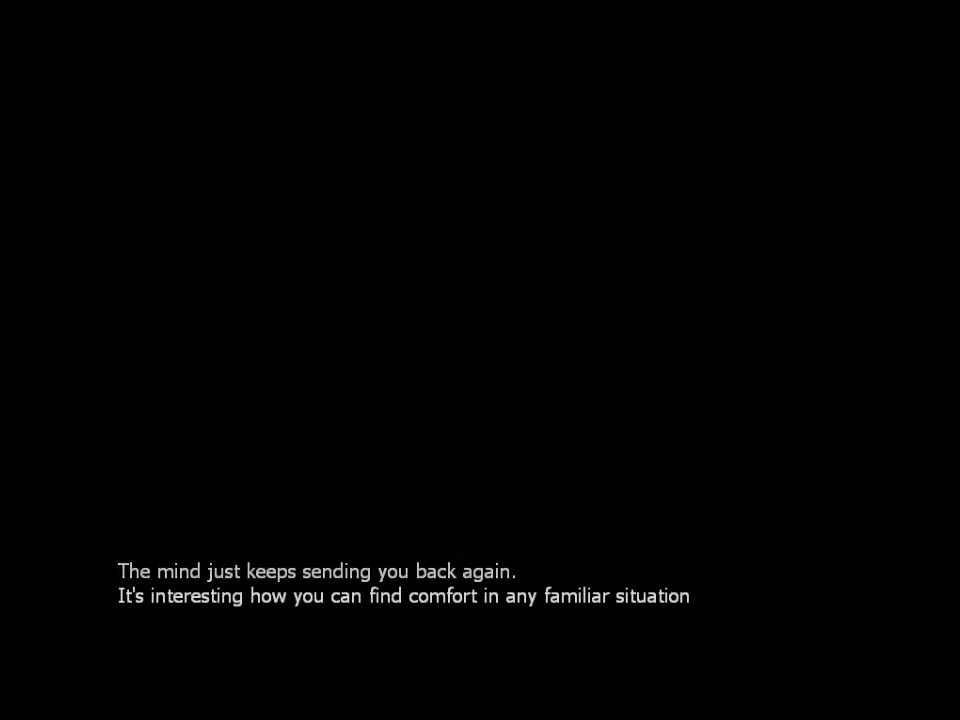 The mind just keeps sending you back again.
It's interesting how you can find comfort in any familiar situation